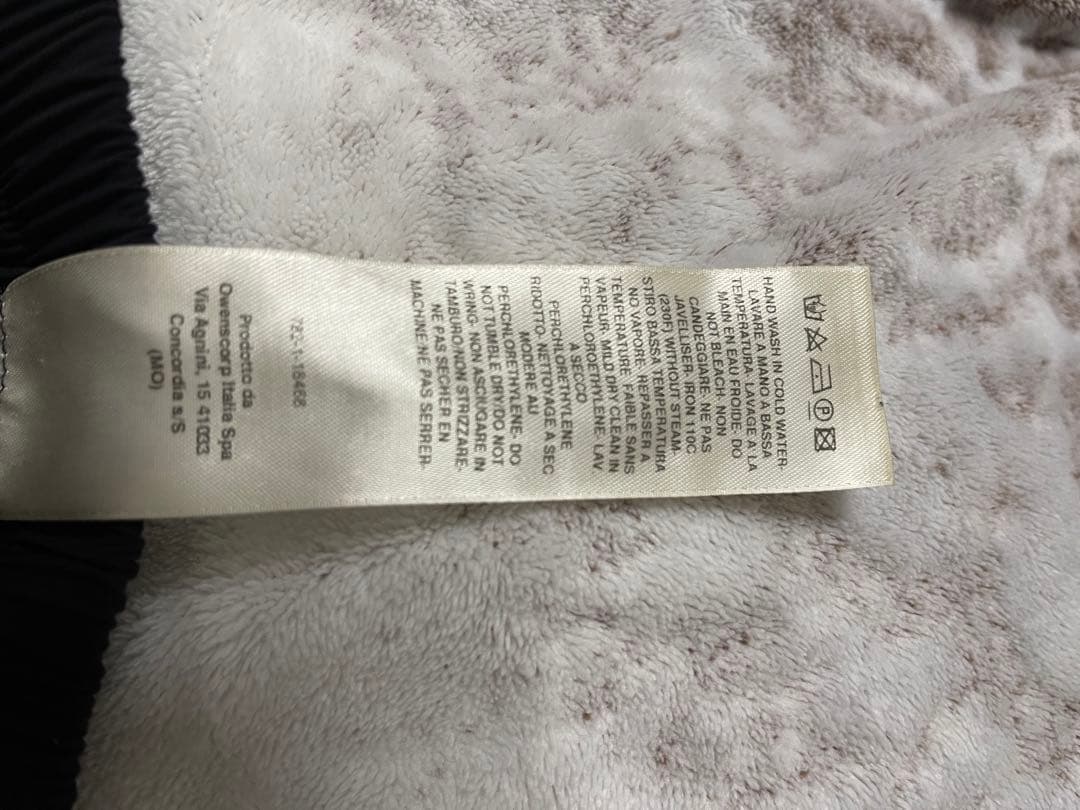 HAND WASH IN COLD WATER-
LAVARE A MANO A BASSA
TEMPERATURA- LAVAGE A LA
MAIN EN EAU FROIDE- DO
NOT BLEACH- NON
CANDEGGIARE- NE PAS
JAVELLISER- IRON 110C
(230F) WITHOUT STEAM-
STIRO BASSA TEMPERATURA
NO VAPORE- REPASSER A
TEMPERATURE FAIBLE SANS
VAPEUR- MILD DRY CLEAN IN
PERCHLOROETHYLENE- LAV
A SECCO
PERCHLORETHYLENE
RIDOTTO- NETTOYAGE A SEC
MODERE AU
PERCHLORETHYLENE- DO
NOT TUMBLE DRY/DO NOT
WRING- NON ASCIUGARE IN
TAMBURO/NON STRIZZARE-
NE PAS SECHER EN
MACHINE/NE PAS SERRER-
Prodotto da
Owenscorp Italia Spa
Via Agnini, 15 41033
Concordia s/S
(MO)